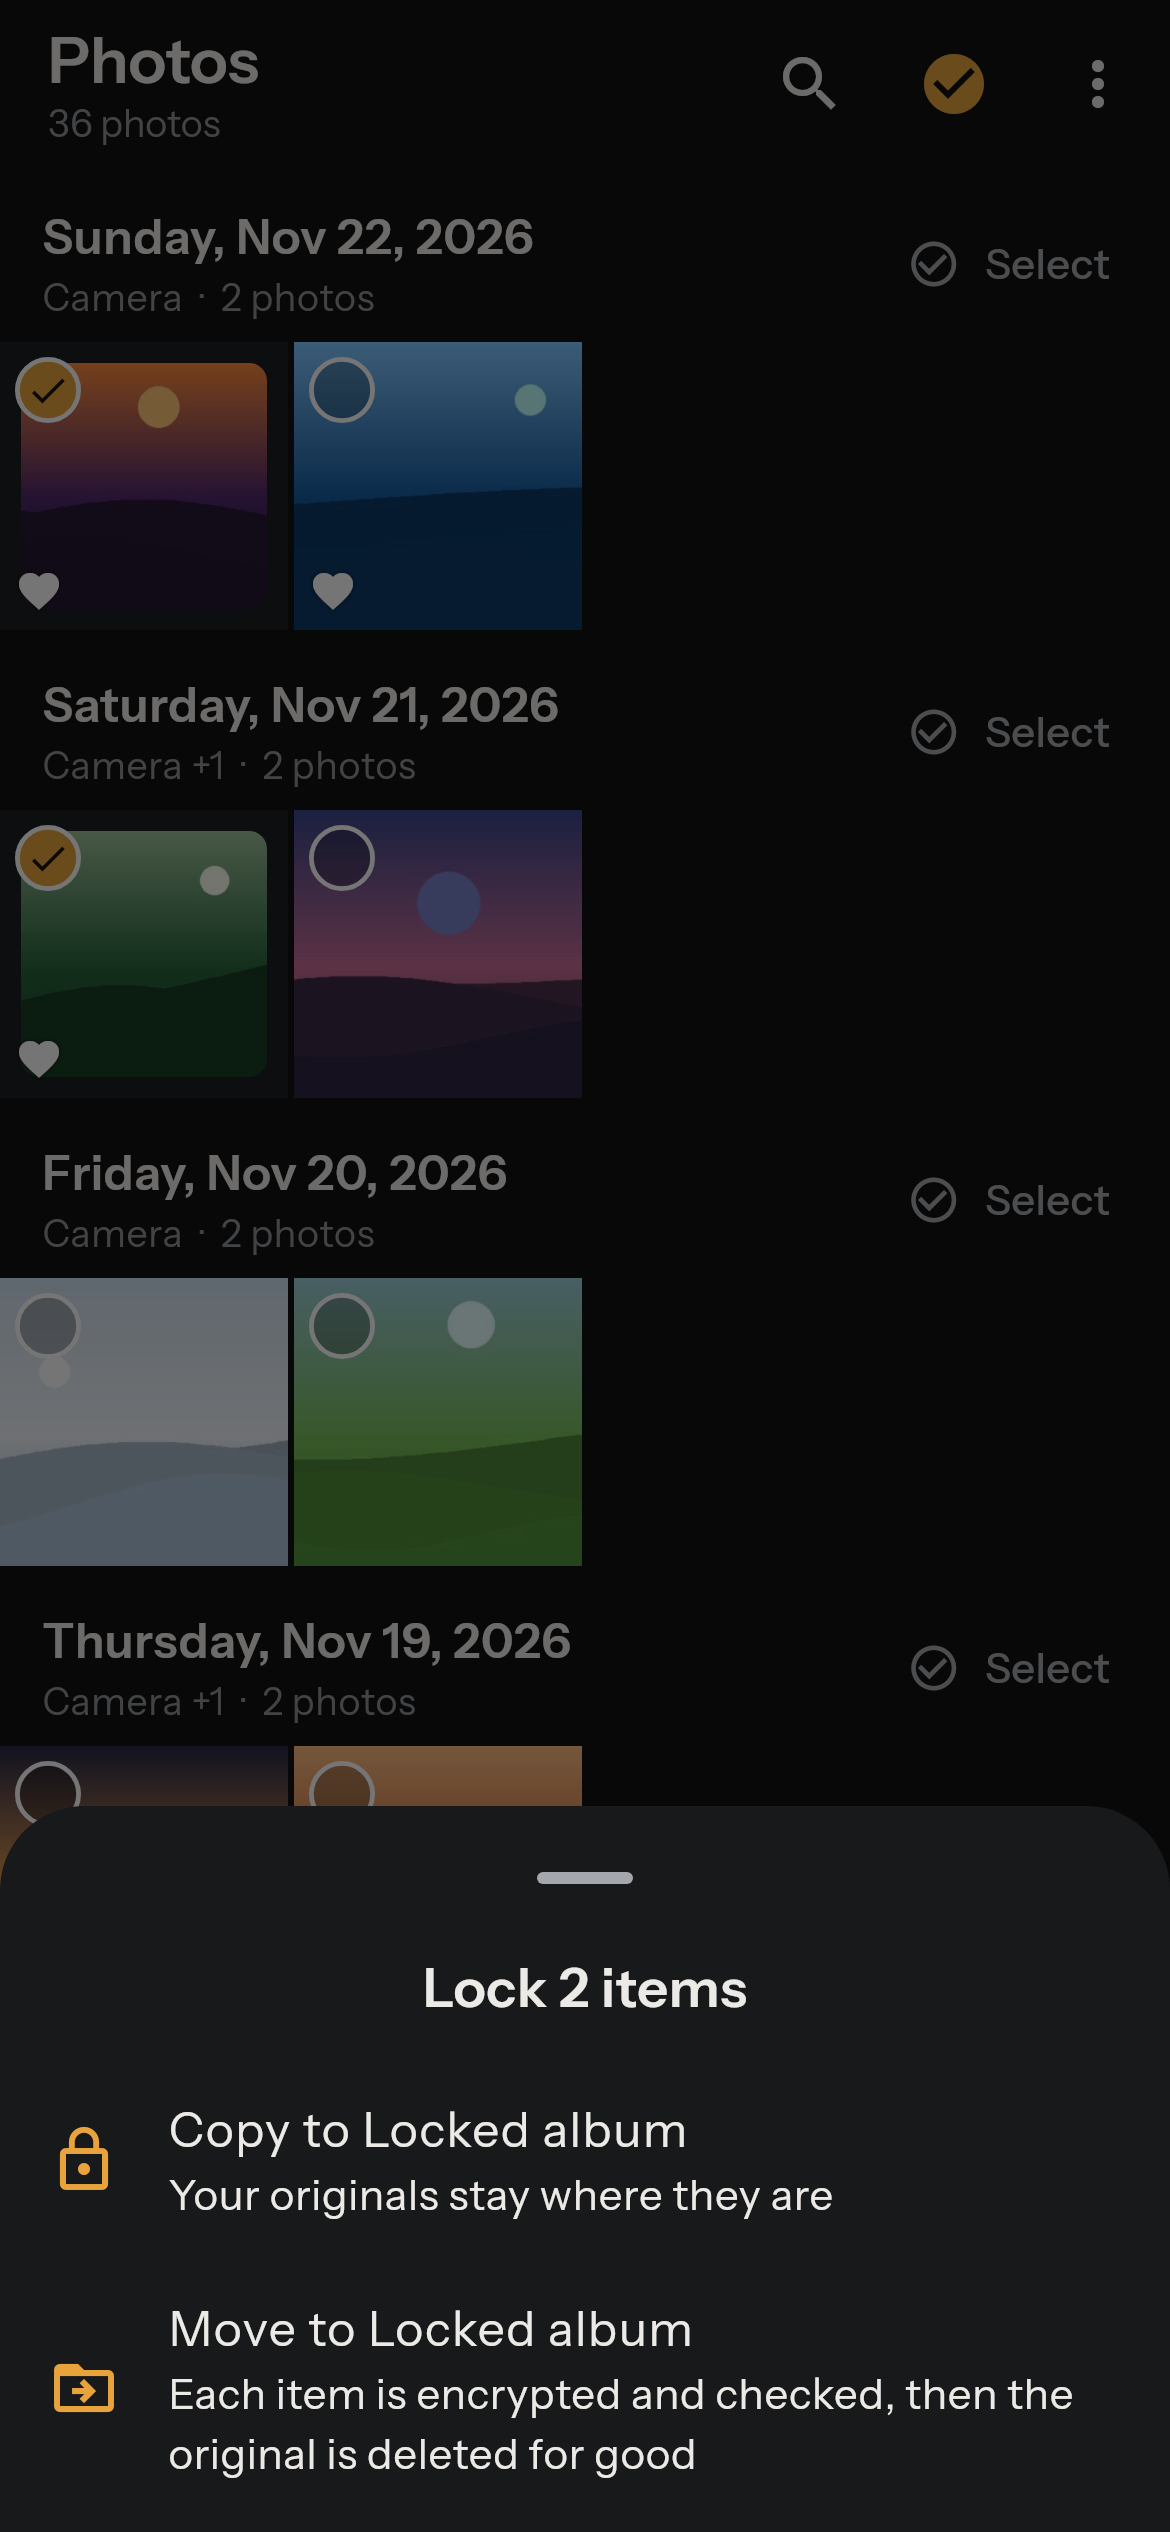 Photos
36 photos
Sunday, Nov 22, 2026
Camera · 2 photos
Select
Saturday, Nov 21, 2026
Camera +1 · 2 photos
Select
Friday, Nov 20, 2026
Camera · 2 photos
Select
Thursday, Nov 19, 2026
Camera +1 · 2 photos
Select
Lock 2 items
Copy to Locked album
Your originals stay where they are
Move to Locked album
Each item is encrypted and checked, then the
original is deleted for good